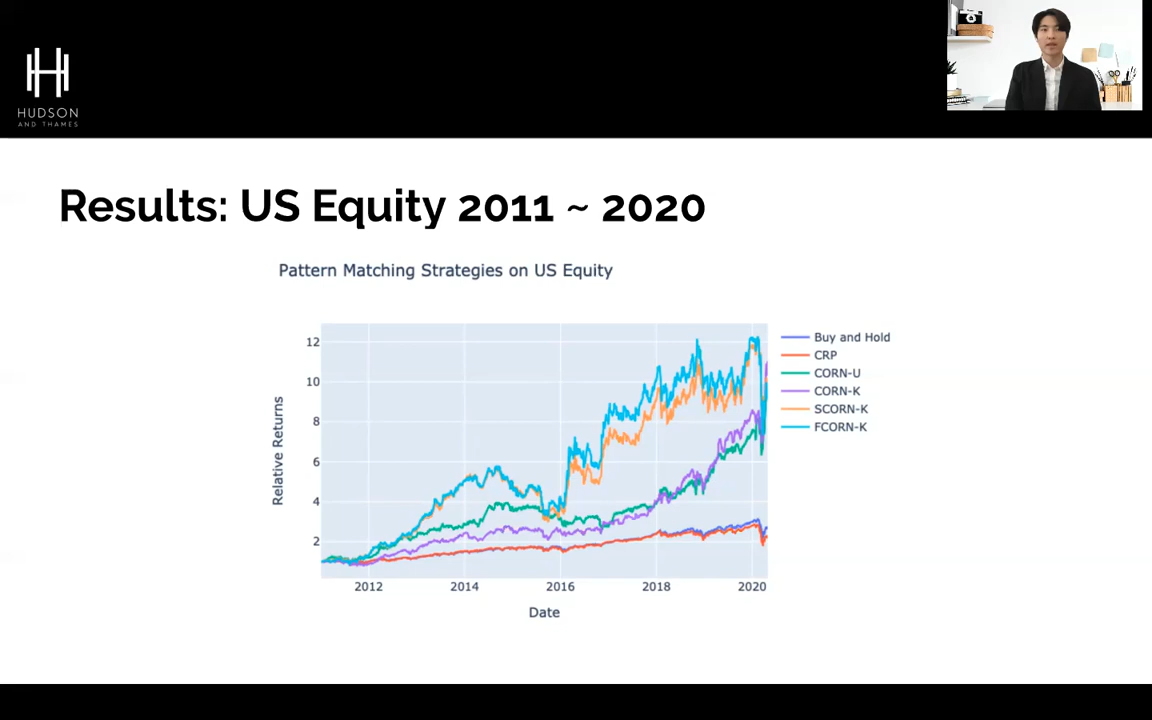 HUDSON
AND THAMES
Results: US Equity 2011 ~ 2020
Pattern Matching Strategies on US Equity
Relative Returns
12
10
8
6
4
2
2012
2014
2016
2018
2020
Date
Buy and Hold
CRP
CORN-U
CORN-K
SCORN-K
FCORN-K